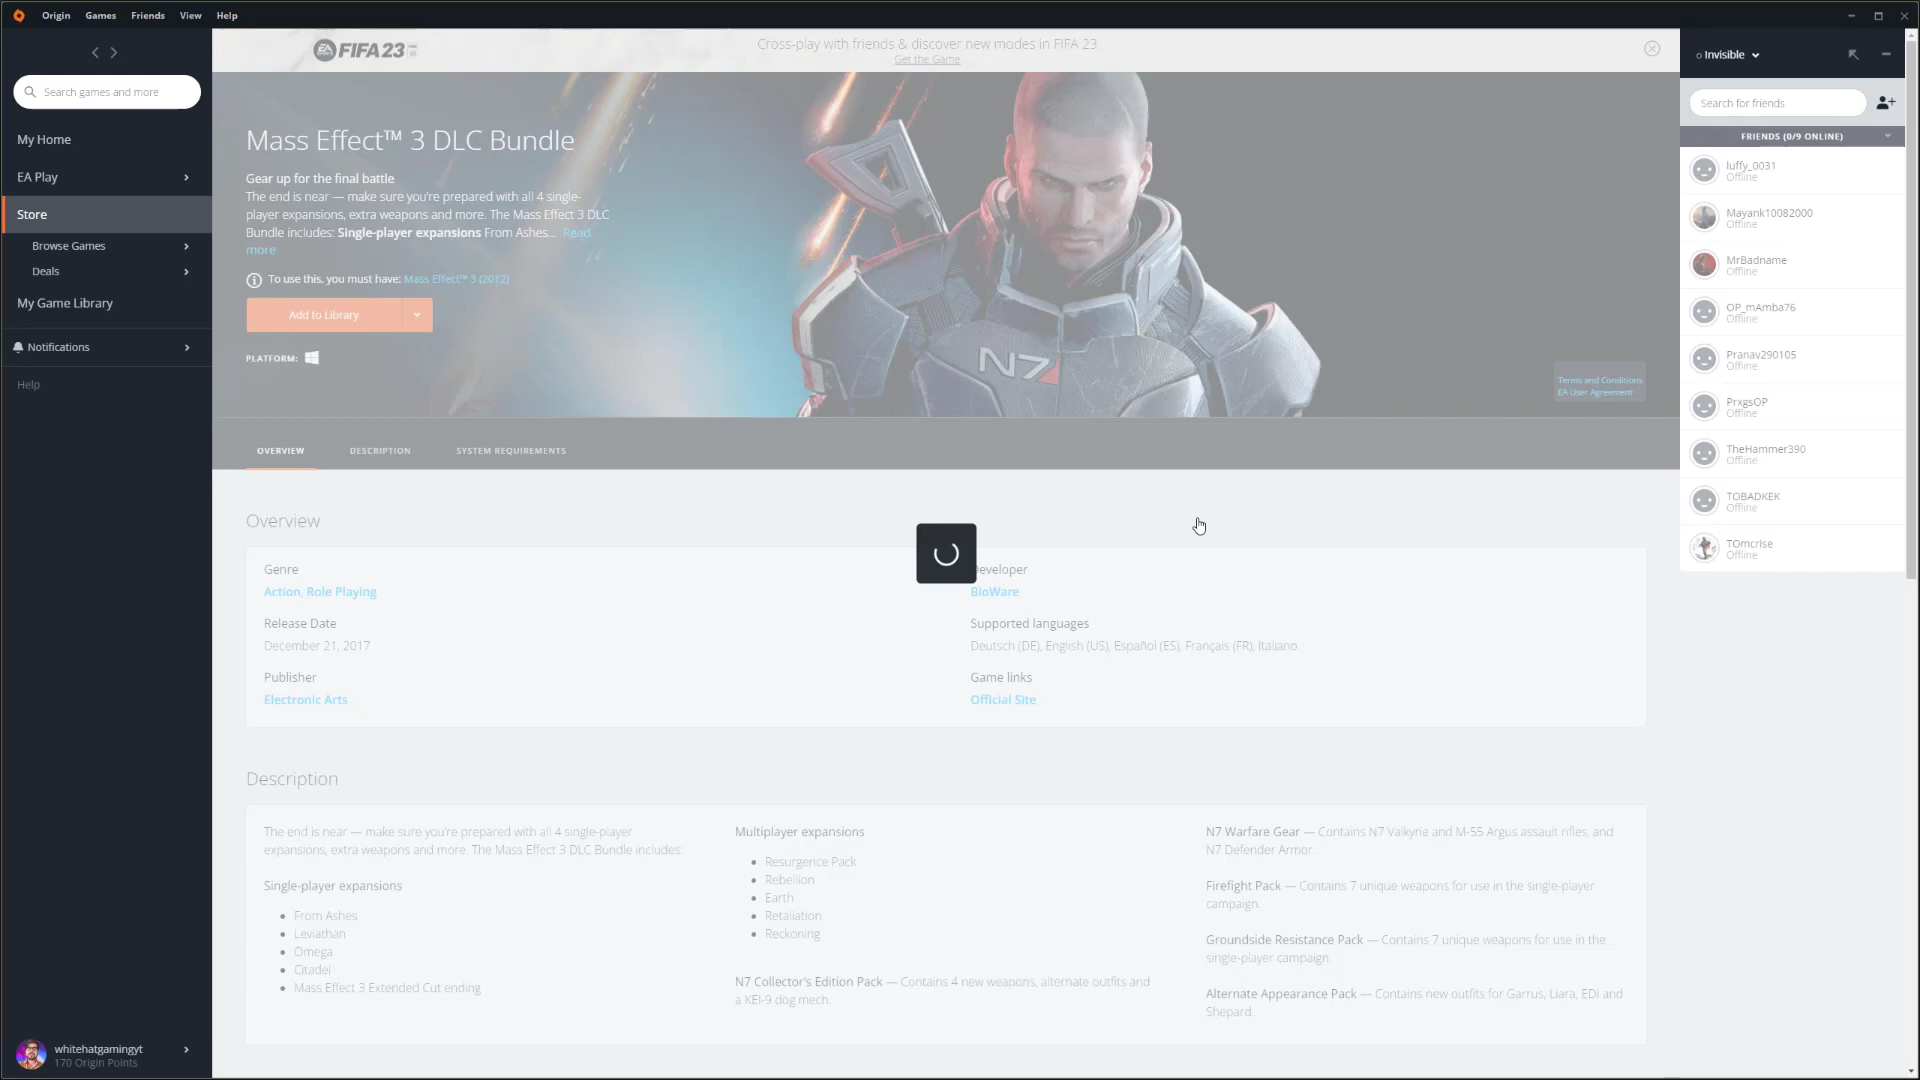 Origin Games Friends View Help
Search games and more
My Home
EA Play
Store
Browse Games
Deals
My Game Library
Notifications
Help
whitehatgamingyt
170 Origin Points
EA SPORTS FIFA 23
Cross-play with friends & discover new modes in FIFA 23
Get the Game
Mass Effect™ 3 DLC Bundle
Gear up for the final battle
The end is near — make sure you're prepared with all 4 single-
player expansions, extra weapons and more. The Mass Effect 3 DLC
Bundle includes: Single-player expansions From Ashes... Read
more
To use this, you must have: Mass Effect™ 3 (2012)
Add to Library
PLATFORM:
N7
Terms and Conditions
EA User Agreement
OVERVIEW DESCRIPTION SYSTEM REQUIREMENTS
Overview
Genre
Action, Role Playing
Release Date
December 21, 2017
Publisher
Electronic Arts
eveloper
BioWare
Supported languages
Deutsch (DE), English (US), Español (ES), Français (FR), Italiano
Game links
Official Site
Description
The end is near — make sure you're prepared with all 4 single-player
expansions, extra weapons and more. The Mass Effect 3 DLC Bundle includes:
Single-player expansions
From Ashes
Leviathan
Omega
Citadel
Mass Effect 3 Extended Cut ending
Multiplayer expansions
Resurgence Pack
Rebellion
Earth
Retaliation
Reckoning
N7 Collector's Edition Pack — Contains 4 new weapons, alternate outfits and
a KEI-9 dog mech.
N7 Warfare Gear — Contains N7 Valkyrie and M-55 Argus assault rifles, and
N7 Defender Armor.
Firefight Pack — Contains 7 unique weapons for use in the single-player
campaign.
Groundside Resistance Pack — Contains 7 unique weapons for use in the
single-player campaign.
Alternate Appearance Pack — Contains new outfits for Garrus, Liara, EDI and
Shepard.
Invisible
Search for friends
FRIENDS (0/9 ONLINE)
luffy_0031
Offline
Mayank10082000
Offline
MrBadname
Offline
OP_mAmba76
Offline
Pranav290105
Offline
PrxgsOP
Offline
TheHammer390
Offline
TOBADKEK
Offline
TOmcrise
Offline